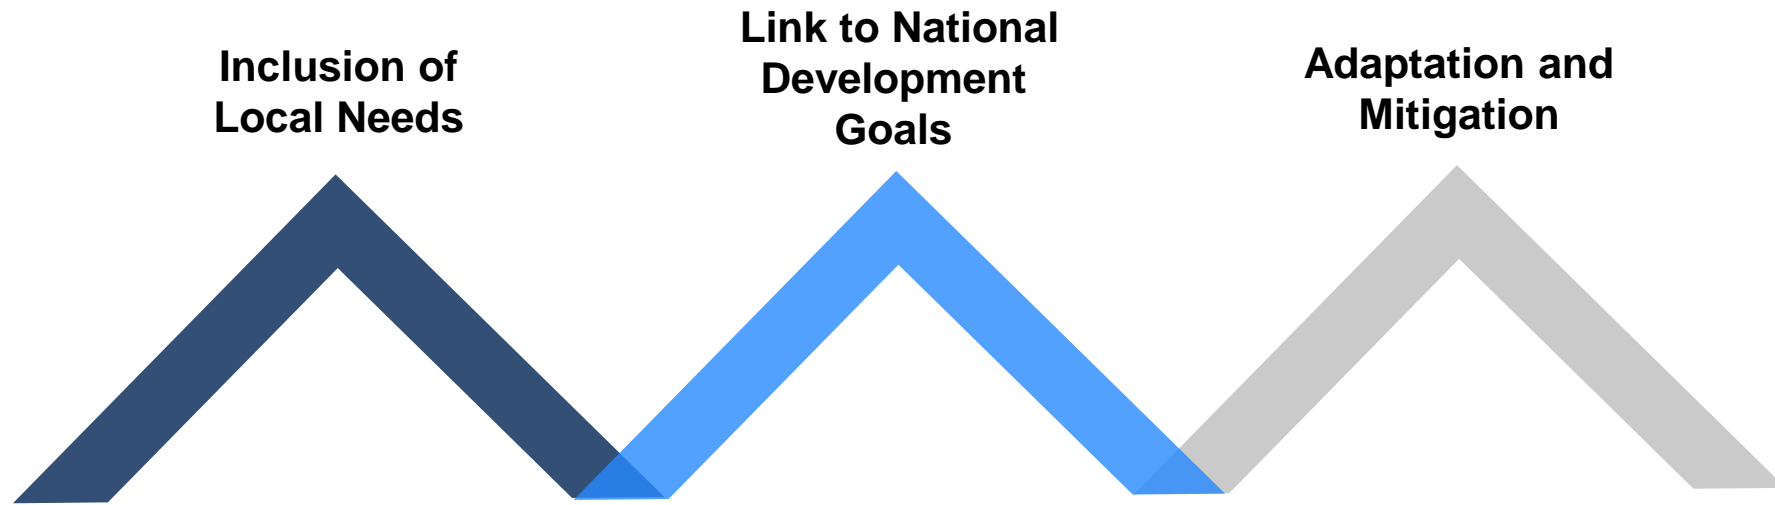 Inclusion of
Local Needs
Link to National
Development
Goals
Adaptation and
Mitigation